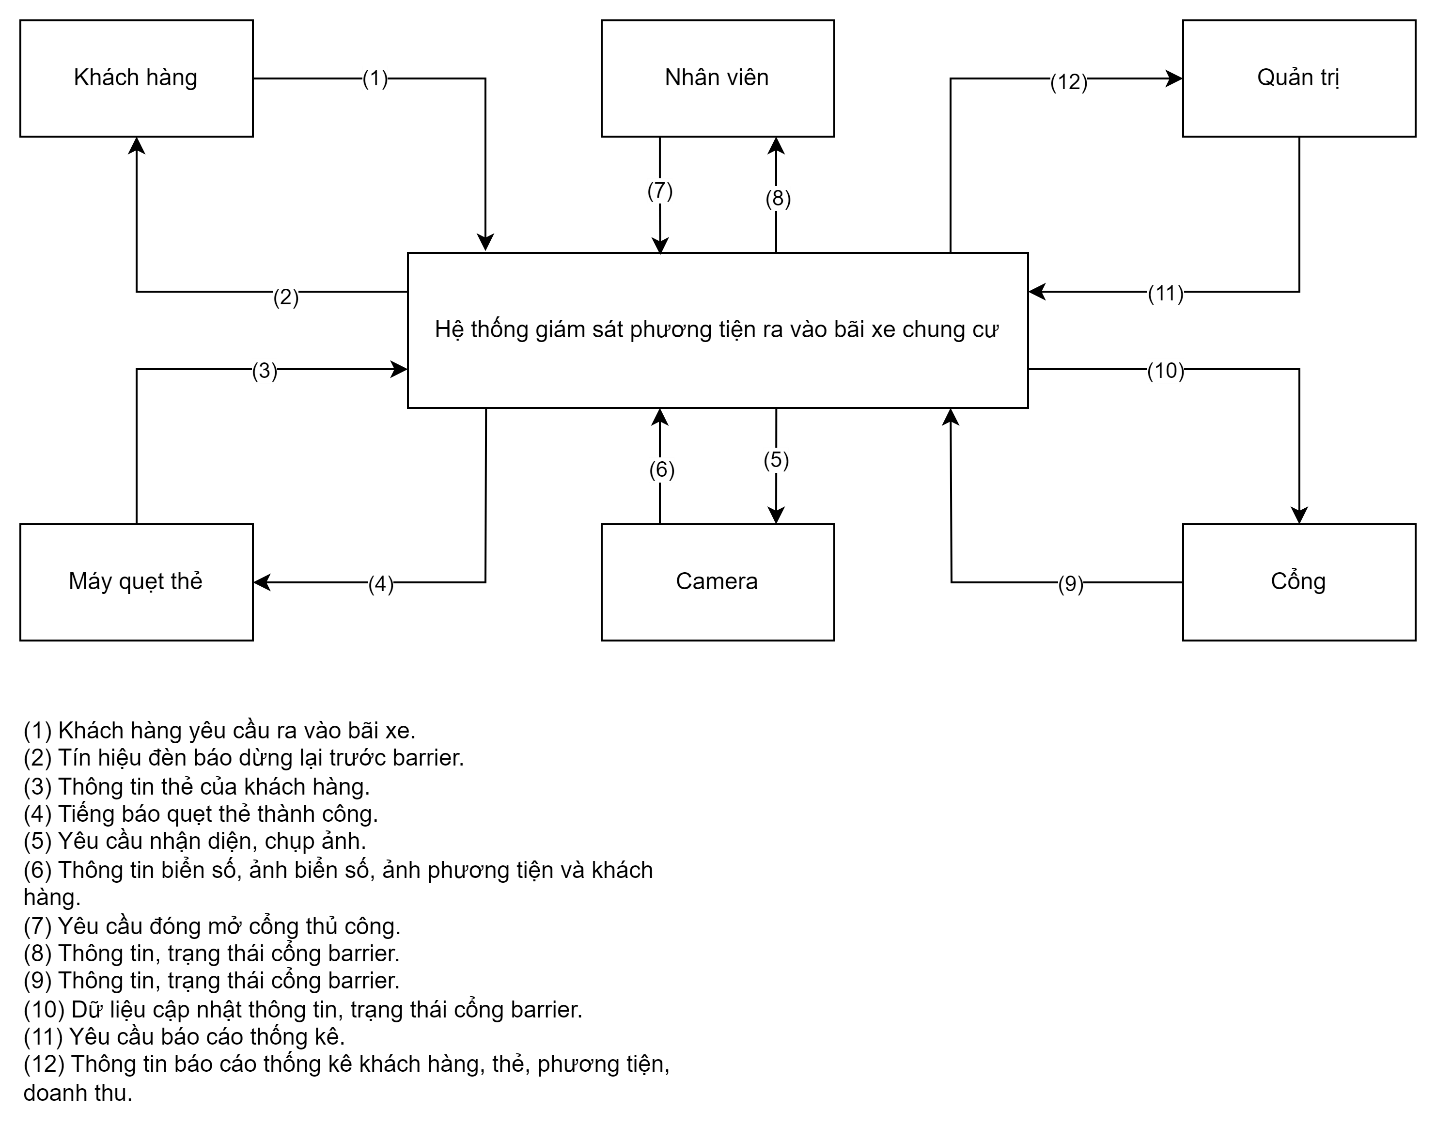 Khách hàng
(1)
Nhân viên
(12)
Quản trị
(7)
(8)
(2)
(11)
Hệ thống giám sát phương tiện ra vào bãi xe chung cư
(3)
(10)
(6)
(5)
Máy quẹt thẻ
(4)
Camera
(9)
Cổng
(1) Khách hàng yêu cầu ra vào bãi xe.
(2) Tín hiệu đèn báo dừng lại trước barrier.
(3) Thông tin thẻ của khách hàng.
(4) Tiếng báo quẹt thẻ thành công.
(5) Yêu cầu nhận diện, chụp ảnh.
(6) Thông tin biển số, ảnh biển số, ảnh phương tiện và khách
hàng.
(7) Yêu cầu đóng mở cổng thủ công.
(8) Thông tin, trạng thái cổng barrier.
(9) Thông tin, trạng thái cổng barrier.
(10) Dữ liệu cập nhật thông tin, trạng thái cổng barrier.
(11) Yêu cầu báo cáo thống kê.
(12) Thông tin báo cáo thống kê khách hàng, thẻ, phương tiện,
doanh thu.